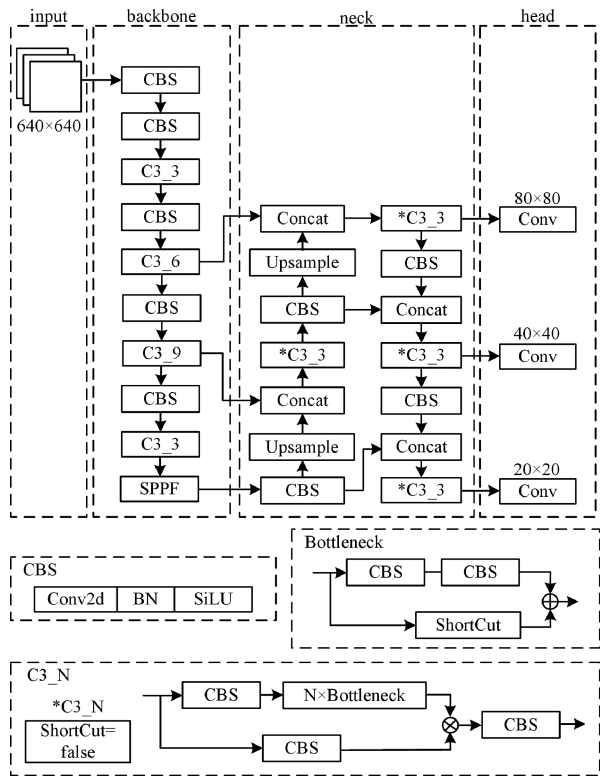 input
backbone
neck
head
640×640
CBS
CBS
C3_3
CBS
C3_6
CBS
C3_9
CBS
C3_3
SPPF
Concat
Upsample
CBS
*C3_3
Concat
Upsample
CBS
*C3_3
CBS
Concat
*C3_3
CBS
Concat
*C3_3
80×80
Conv
40×40
Conv
20×20
Conv
CBS
Conv2d BN SiLU
Bottleneck
CBS CBS
ShortCut
C3_N
*C3_N
ShortCut=
false
CBS N×Bottleneck
CBS
CBS